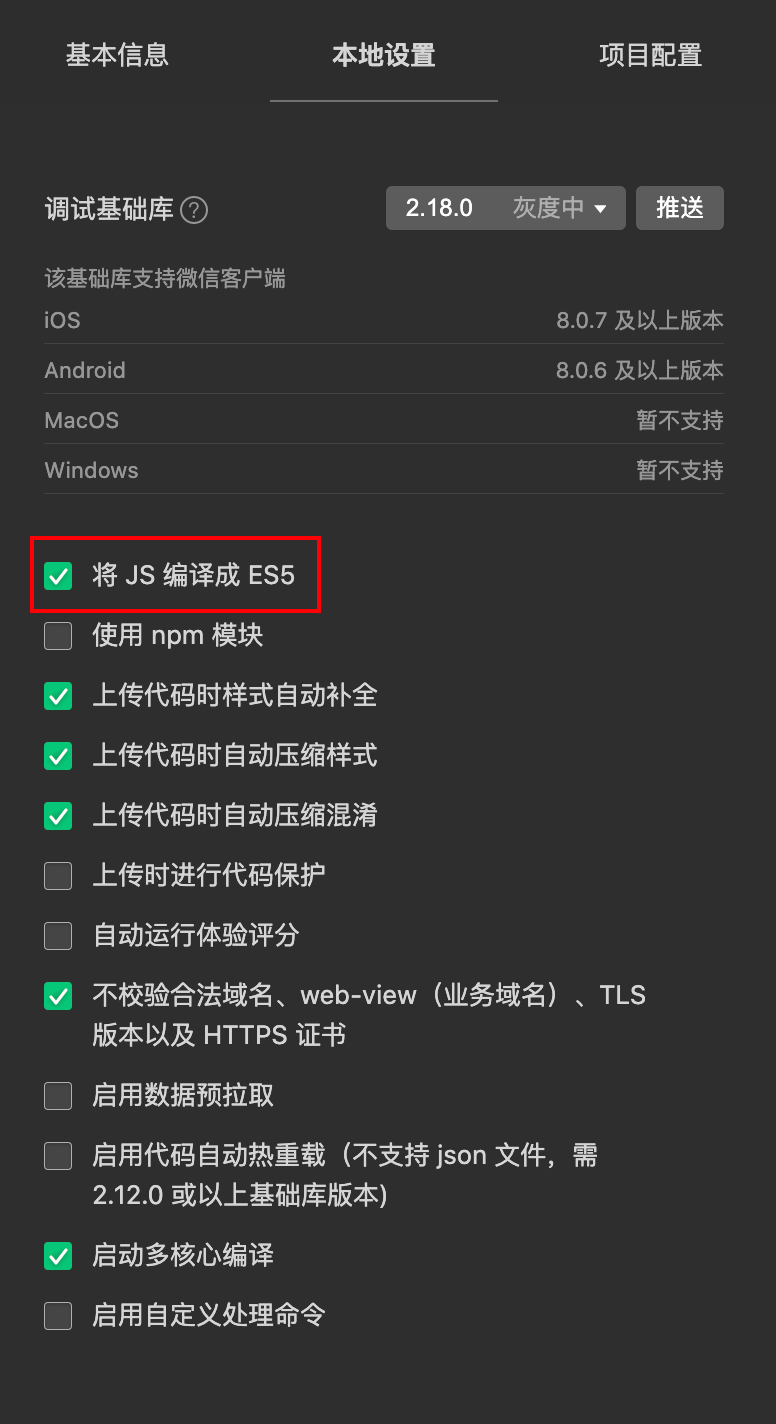 基本信息 本地设置 项目配置
调试基础库 ? 2.18.0 灰度中 推送
该基础库支持微信客户端
iOS 8.0.7 及以上版本
Android 8.0.6 及以上版本
MacOS 暂不支持
Windows 暂不支持
将 JS 编译成 ES5
使用 npm 模块
上传代码时样式自动补全
上传代码时自动压缩样式
上传代码时自动压缩混淆
上传时进行代码保护
自动运行体验评分
不校验合法域名、web-view（业务域名）、TLS
版本以及 HTTPS 证书
启用数据预拉取
启用代码自动热重载（不支持 json 文件，需
2.12.0 或以上基础库版本)
启动多核心编译
启用自定义处理命令